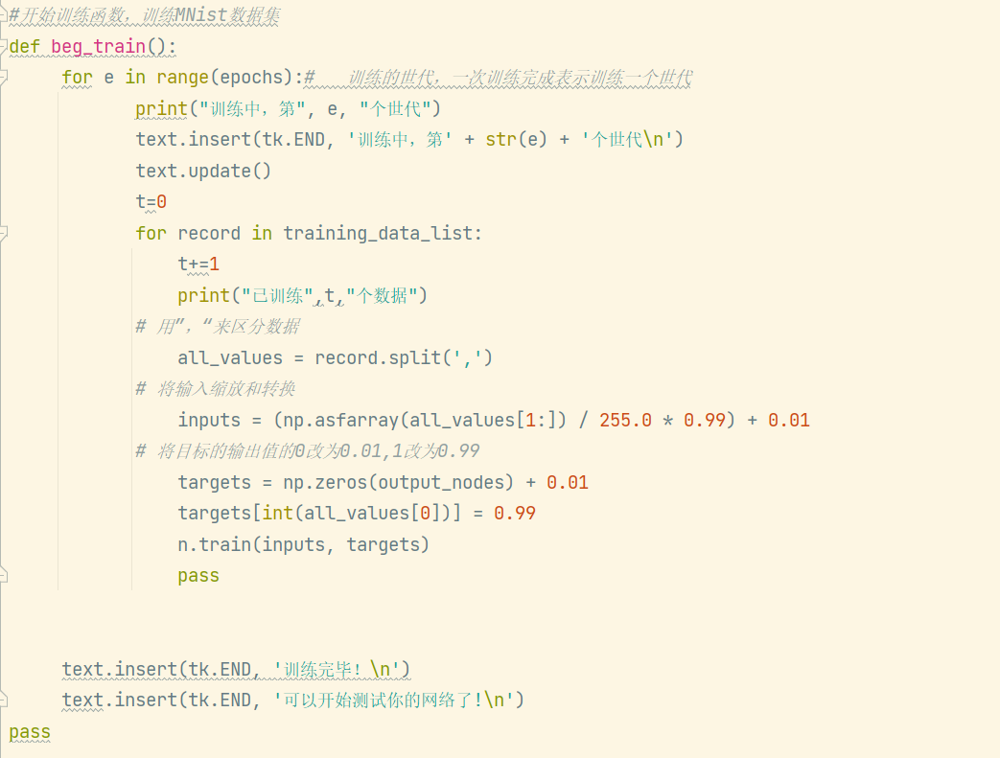 #开始训练函数，训练MNist数据集
def beg_train():
for e in range(epochs):#   训练的世代，一次训练完成表示训练一个世代
print("训练中，第", e, "个世代")
text.insert(tk.END, '训练中，第' + str(e) + '个世代\n')
text.update()
t=0
for record in training_data_list:
t+=1
print("已训练",t,"个数据")
# 用”，“来区分数据
all_values = record.split(',')
# 将输入缩放和转换
inputs = (np.asfarray(all_values[1:]) / 255.0 * 0.99) + 0.01
# 将目标的输出值的0改为0.01,1改为0.99
targets = np.zeros(output_nodes) + 0.01
targets[int(all_values[0])] = 0.99
n.train(inputs, targets)
pass
text.insert(tk.END, '训练完毕！\n')
text.insert(tk.END, '可以开始测试你的网络了!\n')
pass